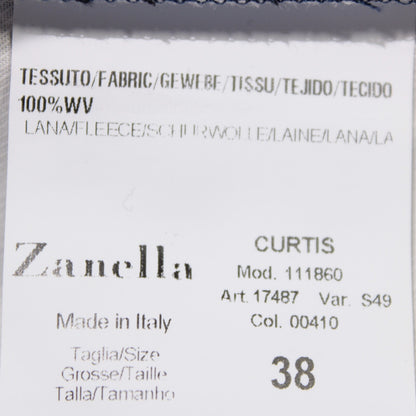 TESSUTO/FABRIC/GEWEBE/TISSU/TEJIDO/TECIDO
100%WV
LANA/FLEECE/SCHURWOLLE/LAINE/LANA/LA
Zanella
Made in Italy
Taglia/Size
Grosse/Taille
Talla/Tamanho
CURTIS
Mod. 111860
Art. 17487 Var. S49
Col. 00410
38